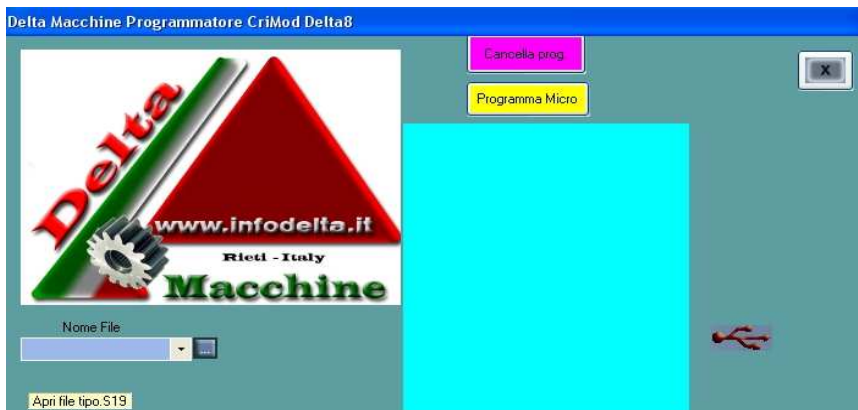 Delta Macchine Programmatore CriMod Delta8
Cancella prog.
X
Programma Micro
Delta
www.infodelta.it
Rieti - Italy
Macchine
Nome File
...
Apri file tipo.S19